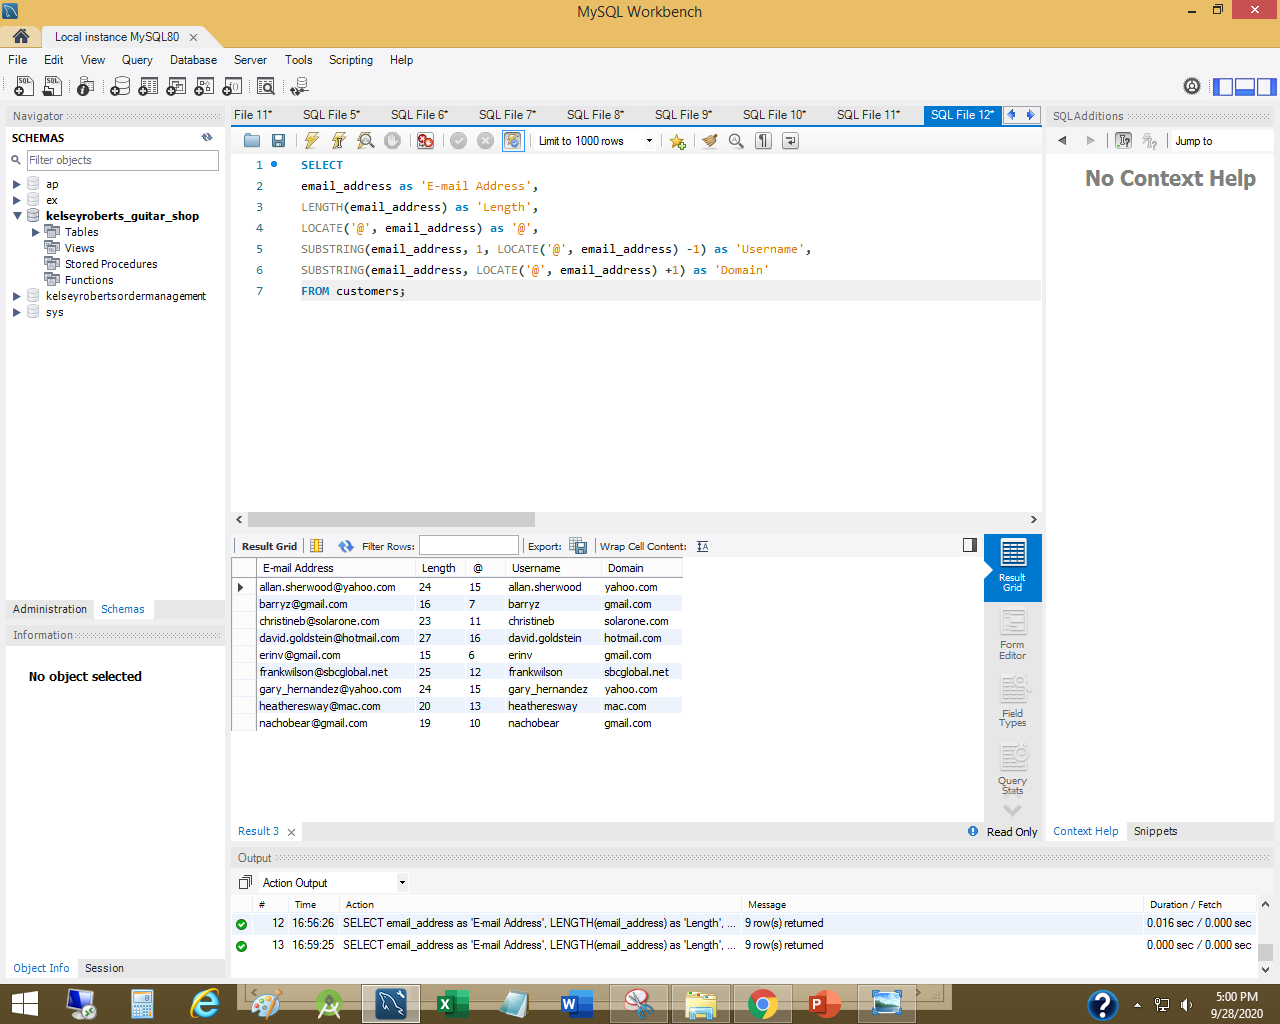 MySQL Workbench
Local instance MySQL80
File Edit View Query Database Server Tools Scripting Help
Navigator
SCHEMAS
Filter objects
ap
ex
kelseyroberts_guitar_shop
Tables
Views
Stored Procedures
Functions
kelseyrobertsordermanagement
sys
Administration Schemas
Information
No object selected
Object Info Session
File 11* SQL File 5* SQL File 6* SQL File 7* SQL File 8* SQL File 9* SQL File 10* SQL File 11* SQL File 12*
Limit to 1000 rows
1 SELECT
2 email_address as 'E-mail Address',
3 LENGTH(email_address) as 'Length',
4 LOCATE('@', email_address) as '@',
5 SUBSTRING(email_address, 1, LOCATE('@', email_address) -1) as 'Username',
6 SUBSTRING(email_address, LOCATE('@', email_address) +1) as 'Domain'
7 FROM customers;
Result Grid Filter Rows: Export: Wrap Cell Content:
E-mail Address Length @ Username Domain
allan.sherwood@yahoo.com 24 15 allan.sherwood yahoo.com
barryz@gmail.com 16 7 barryz gmail.com
christineb@solarone.com 23 11 christineb solarone.com
david.goldstein@hotmail.com 27 16 david.goldstein hotmail.com
erinv@gmail.com 15 6 erinv gmail.com
frankwilson@sbcglobal.net 25 12 frankwilson sbcglobal.net
gary_hernandez@yahoo.com 24 15 gary_hernandez yahoo.com
heatheresway@mac.com 20 13 heatheresway mac.com
nachobear@gmail.com 19 10 nachobear gmail.com
Result
Grid
Form
Editor
Field
Types
Query
Stats
Result 3
Read Only
SQLAdditions
Jump to
No Context Help
Context Help Snippets
Output
Action Output
# Time Action Message Duration / Fetch
12 16:56:26 SELECT email_address as 'E-mail Address', LENGTH(email_address) as 'Length', ... 9 row(s) returned 0.016 sec / 0.000 sec
13 16:59:25 SELECT email_address as 'E-mail Address', LENGTH(email_address) as 'Length', ... 9 row(s) returned 0.000 sec / 0.000 sec
5:00 PM
9/28/2020